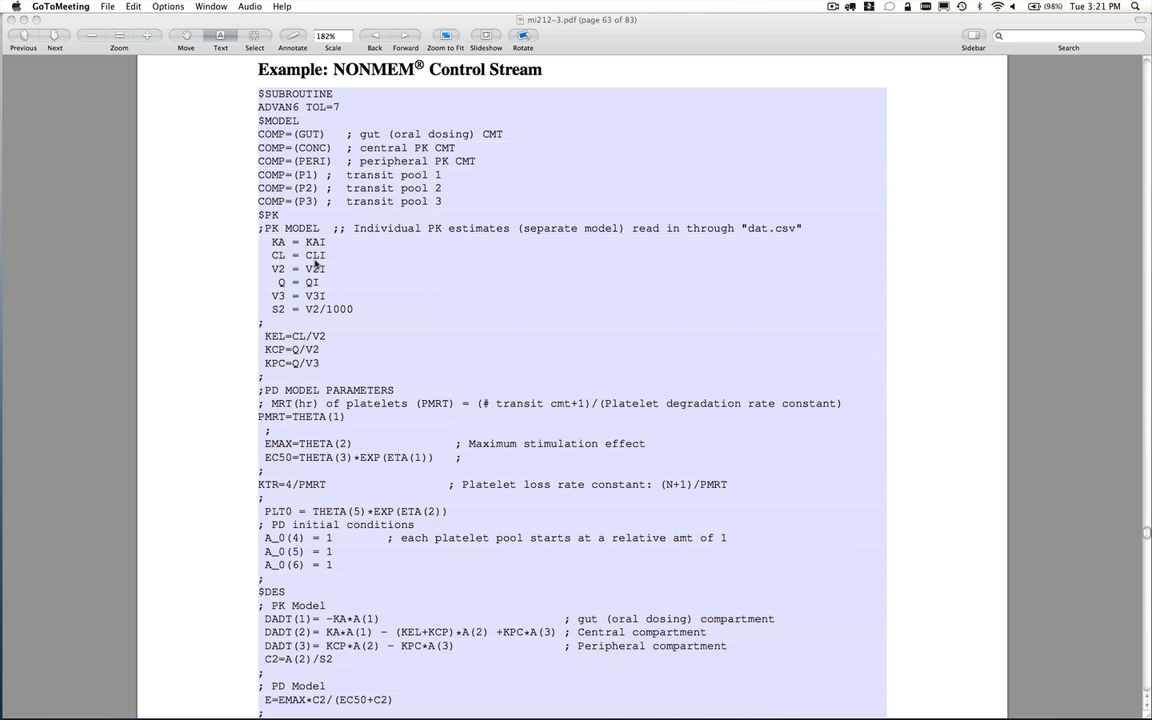 GoToMeeting File Edit Options Window Audio Help (98%) Tue 3:21 PM
mi212-3.pdf (page 63 of 83)
182%
Previous Next Zoom Move Text Select Annotate Scale Back Forward Zoom to Fit Slideshow Rotate Sidebar Search
Example: NONMEM® Control Stream
$SUBROUTINE
ADVAN6 TOL=7
$MODEL
COMP=(GUT) ; gut (oral dosing) CMT
COMP=(CONC) ; central PK CMT
COMP=(PERI) ; peripheral PK CMT
COMP=(P1) ; transit pool 1
COMP=(P2) ; transit pool 2
COMP=(P3) ; transit pool 3
$PK
;PK MODEL ;; Individual PK estimates (separate model) read in through "dat.csv"
KA = KAI
CL = CLI
V2 = V2I
Q = QI
V3 = V3I
S2 = V2/1000
;
KEL=CL/V2
KCP=Q/V2
KPC=Q/V3
;
;PD MODEL PARAMETERS
; MRT(hr) of platelets (PMRT) = (# transit cmt+1)/(Platelet degradation rate constant)
PMRT=THETA(1)
;
EMAX=THETA(2) ; Maximum stimulation effect
EC50=THETA(3)*EXP(ETA(1)) ;
;
KTR=4/PMRT ; Platelet loss rate constant: (N+1)/PMRT
;
PLT0 = THETA(5)*EXP(ETA(2))
; PD initial conditions
A_0(4) = 1 ; each platelet pool starts at a relative amt of 1
A_0(5) = 1
A_0(6) = 1
;
$DES
; PK Model
DADT(1)= -KA*A(1) ; gut (oral dosing) compartment
DADT(2)= KA*A(1) - (KEL+KCP)*A(2) +KPC*A(3) ; Central compartment
DADT(3)= KCP*A(2) - KPC*A(3) ; Peripheral compartment
C2=A(2)/S2
;
; PD Model
E=EMAX*C2/(EC50+C2)
;